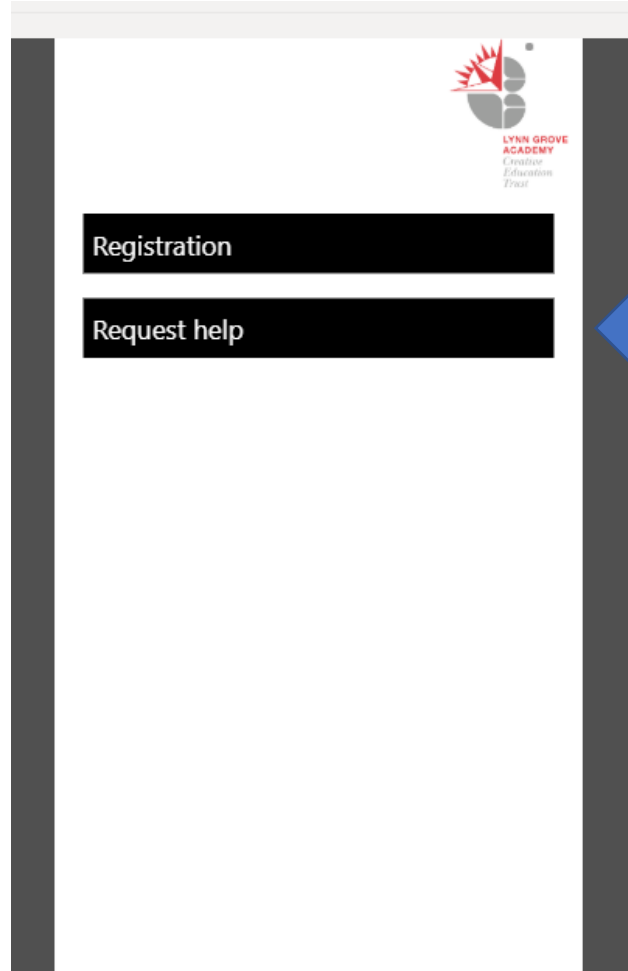 LYNN GROVE
ACADEMY
Creative
Education
Trust
Registration
Request help